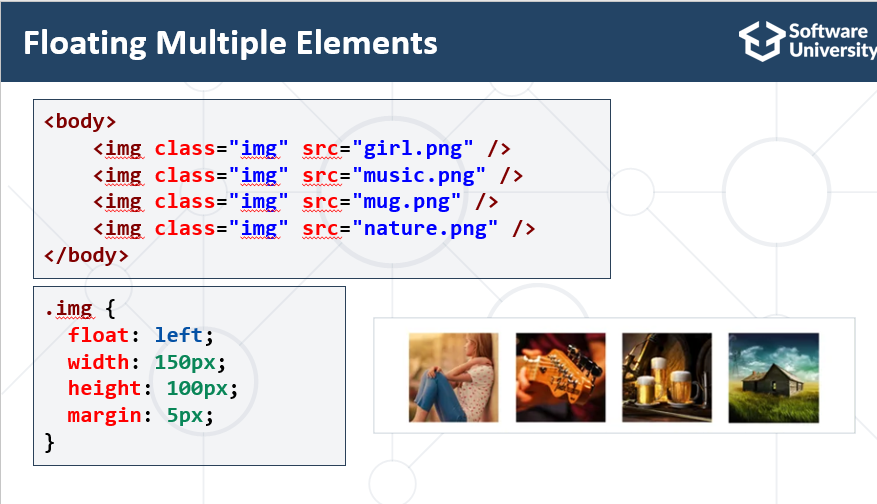 Floating Multiple Elements
Software
University
<body>
    <img class="img" src="girl.png" />
    <img class="img" src="music.png" />
    <img class="img" src="mug.png" />
    <img class="img" src="nature.png" />
</body>
.img {
  float: left;
  width: 150px;
  height: 100px;
  margin: 5px;
}